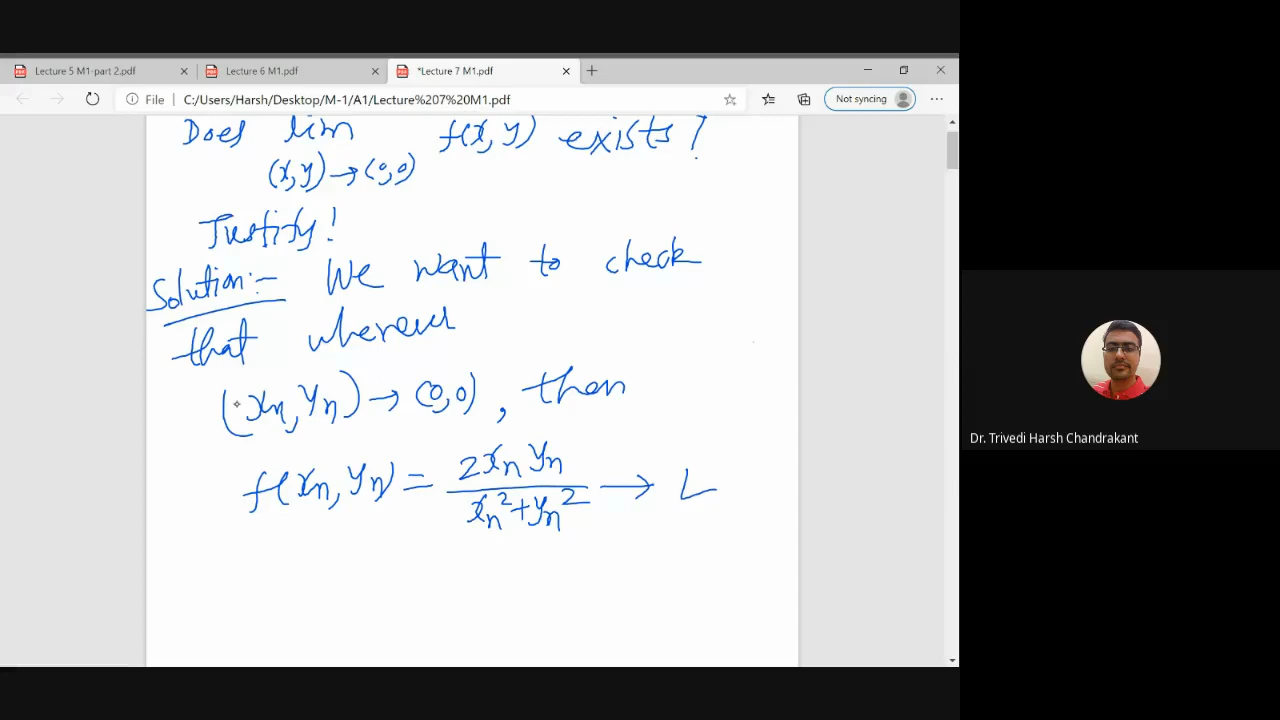 Lecture 5 M1-part 2.pdf
Lecture 6 M1.pdf
*Lecture 7 M1.pdf
File
C:/Users/Harsh/Desktop/M-1/A1/Lecture%207%20M1.pdf
Not syncing
Does lim f(x, y) exists?
(x,y)→(0,0)
Justify!
Solution:- We want to check
that whenever
(xn, yn) → (0,0), then
f(xn, yn) = 2xn yn / xn² + yn² → L
Dr. Trivedi Harsh Chandrakant